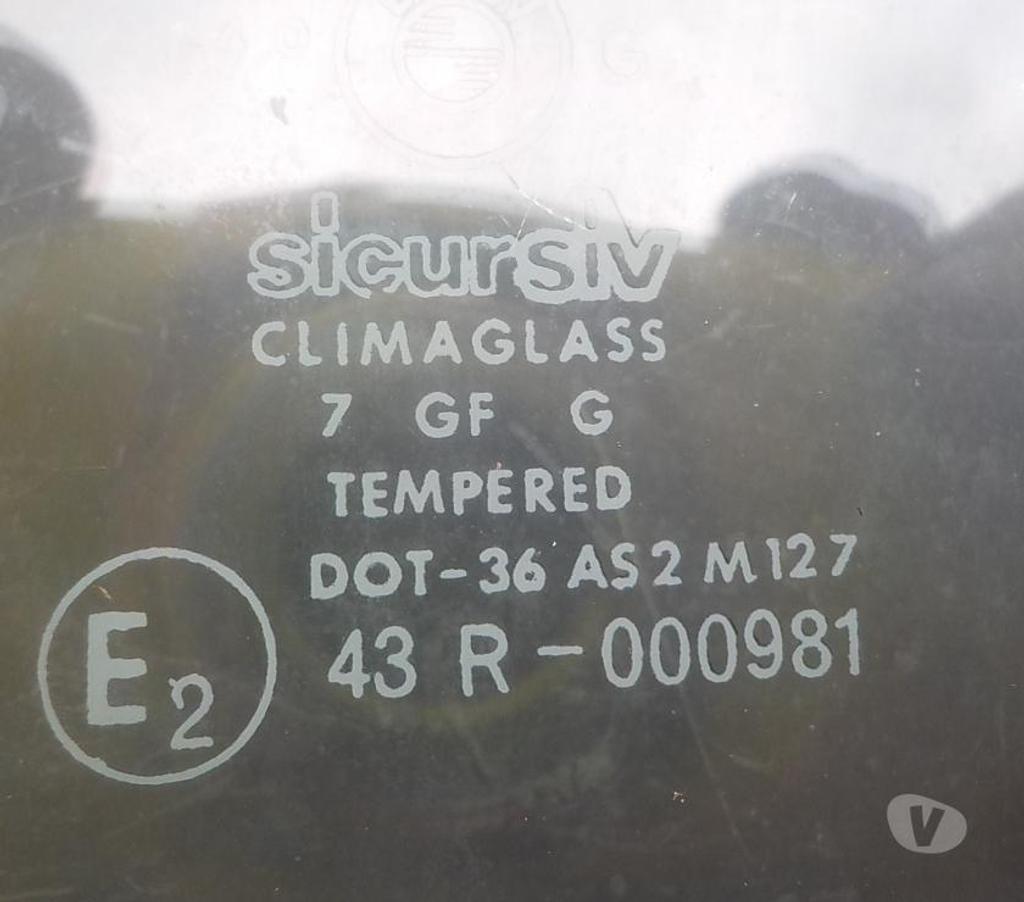 sicursiv
CLIMAGLASS
7 GF G
TEMPERED
DOT-36 AS2 M127
43 R-000981
E2
V